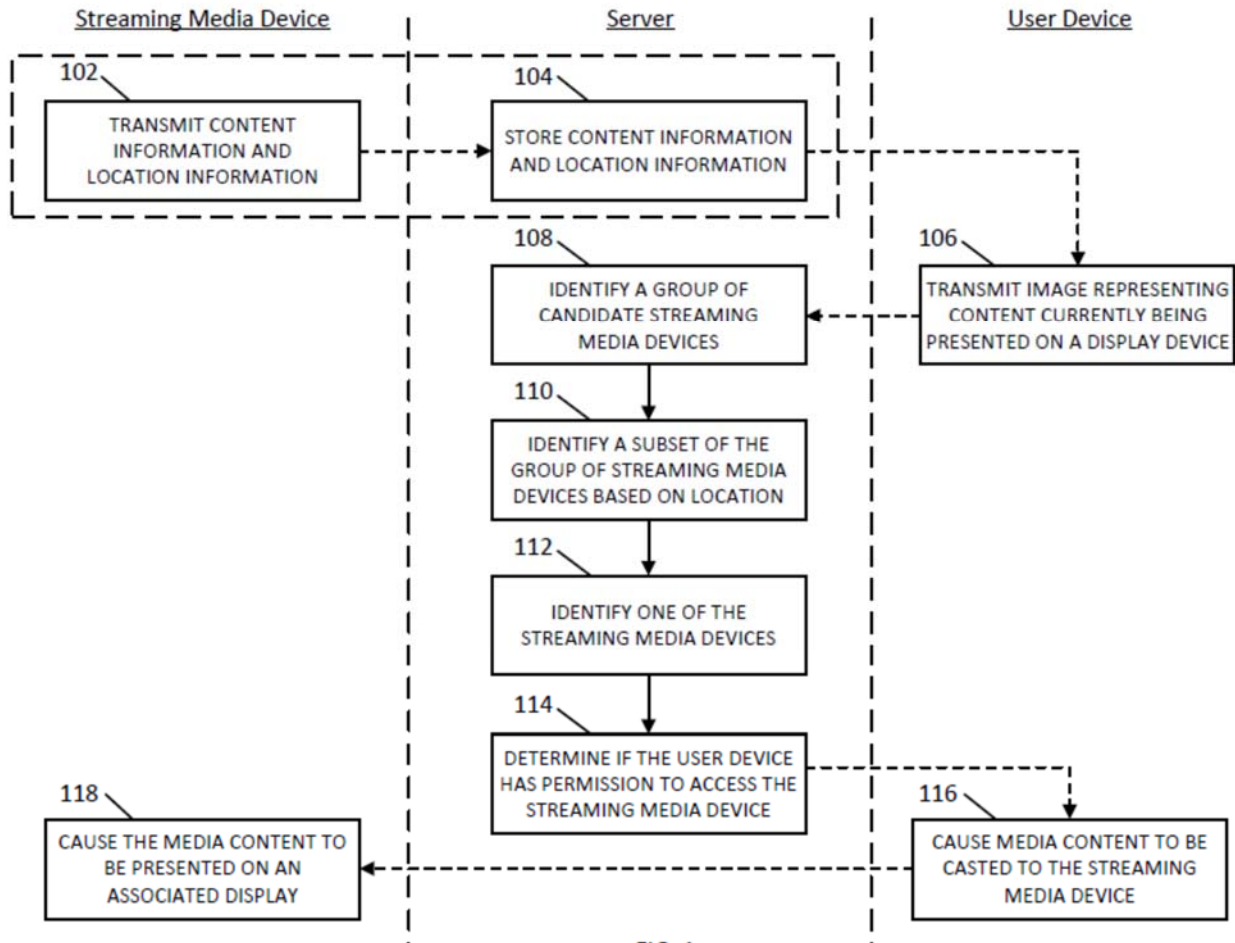 Streaming Media Device
Server
User Device
102
TRANSMIT CONTENT
INFORMATION AND
LOCATION INFORMATION
104
STORE CONTENT INFORMATION
AND LOCATION INFORMATION
106
TRANSMIT IMAGE REPRESENTING
CONTENT CURRENTLY BEING
PRESENTED ON A DISPLAY DEVICE
108
IDENTIFY A GROUP OF
CANDIDATE STREAMING
MEDIA DEVICES
110
IDENTIFY A SUBSET OF THE
GROUP OF STREAMING MEDIA
DEVICES BASED ON LOCATION
112
IDENTIFY ONE OF THE
STREAMING MEDIA DEVICES
114
DETERMINE IF THE USER DEVICE
HAS PERMISSION TO ACCESS THE
STREAMING MEDIA DEVICE
116
CAUSE MEDIA CONTENT TO BE
CASTED TO THE STREAMING
MEDIA DEVICE
118
CAUSE THE MEDIA CONTENT TO
BE PRESENTED ON AN
ASSOCIATED DISPLAY